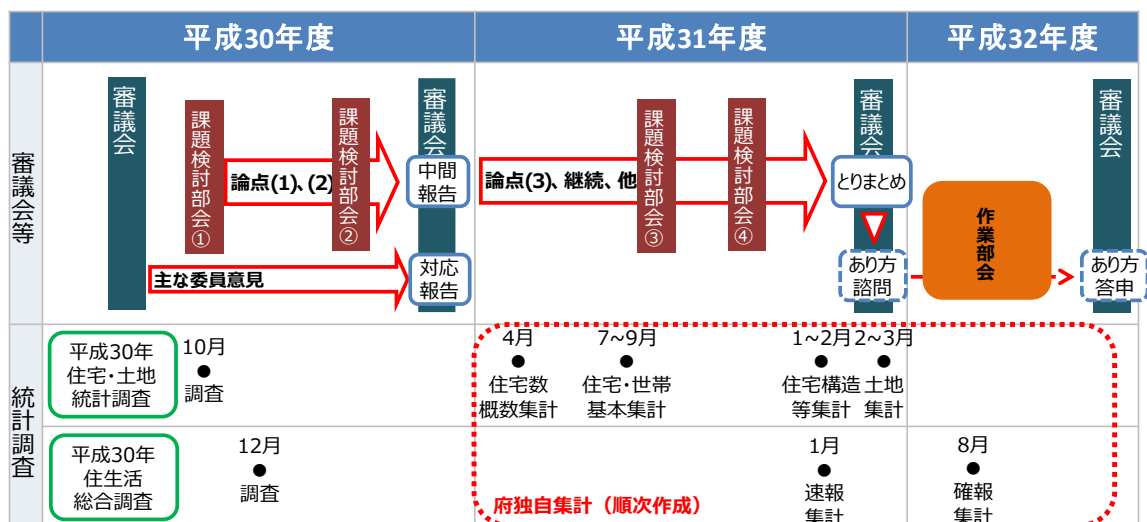 平成30年度
平成31年度
平成32年度
審議会等
審議会
課題検討部会①
論点(1)、(2)
課題検討部会②
審議会
中間
報告
主な委員意見
対応
報告
論点(3)、継続、他
課題検討部会③
課題検討部会④
審議会
とりまとめ
あり方
諮問
作業部会
審議会
あり方
答申
統計調査
平成30年
住宅・土地
統計調査
10月
●
調査
4月
●
住宅数
概数集計
7~9月
●
住宅・世帯
基本集計
1~2月
●
住宅構造
等集計
2~3月
●
土地
集計
平成30年
住生活
総合調査
12月
●
調査
府独自集計（順次作成）
1月
●
速報
集計
8月
●
確報
集計